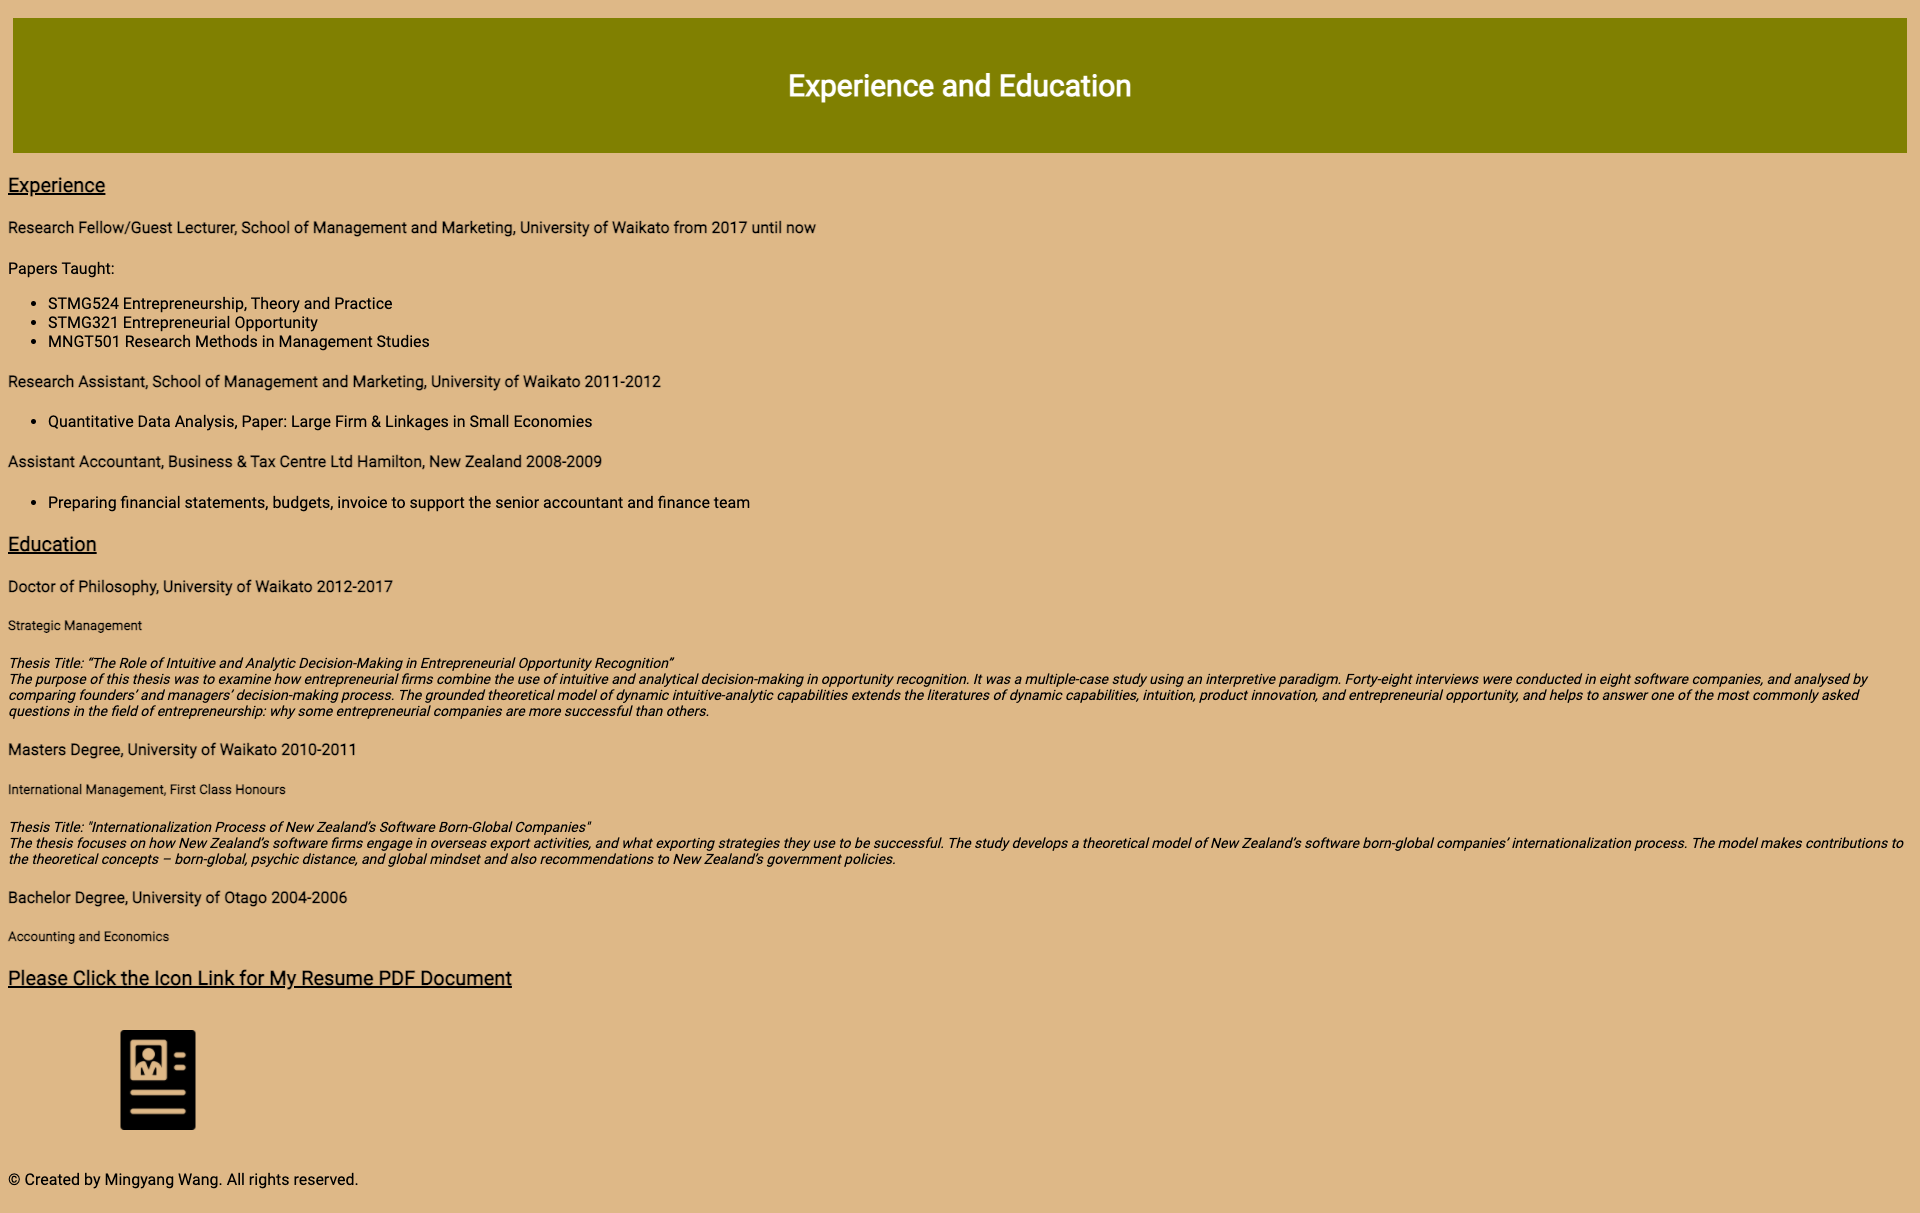 Experience and Education
Experience
Research Fellow/Guest Lecturer, School of Management and Marketing, University of Waikato from 2017 until now
Papers Taught:
• STMG524 Entrepreneurship, Theory and Practice
• STMG321 Entrepreneurial Opportunity
• MNGT501 Research Methods in Management Studies
Research Assistant, School of Management and Marketing, University of Waikato 2011-2012
• Quantitative Data Analysis, Paper: Large Firm & Linkages in Small Economies
Assistant Accountant, Business & Tax Centre Ltd Hamilton, New Zealand 2008-2009
• Preparing financial statements, budgets, invoice to support the senior accountant and finance team
Education
Doctor of Philosophy, University of Waikato 2012-2017
Strategic Management
Thesis Title: “The Role of Intuitive and Analytic Decision-Making in Entrepreneurial Opportunity Recognition”
The purpose of this thesis was to examine how entrepreneurial firms combine the use of intuitive and analytical decision-making in opportunity recognition. It was a multiple-case study using an interpretive paradigm. Forty-eight interviews were conducted in eight software companies, and analysed by
comparing founders’ and managers’ decision-making process. The grounded theoretical model of dynamic intuitive-analytic capabilities extends the literatures of dynamic capabilities, intuition, product innovation, and entrepreneurial opportunity, and helps to answer one of the most commonly asked
questions in the field of entrepreneurship: why some entrepreneurial companies are more successful than others.
Masters Degree, University of Waikato 2010-2011
International Management, First Class Honours
Thesis Title: "Internationalization Process of New Zealand’s Software Born-Global Companies"
The thesis focuses on how New Zealand’s software firms engage in overseas export activities, and what exporting strategies they use to be successful. The study develops a theoretical model of New Zealand’s software born-global companies’ internationalization process. The model makes contributions to
the theoretical concepts – born-global, psychic distance, and global mindset and also recommendations to New Zealand’s government policies.
Bachelor Degree, University of Otago 2004-2006
Accounting and Economics
Please Click the Icon Link for My Resume PDF Document
© Created by Mingyang Wang. All rights reserved.